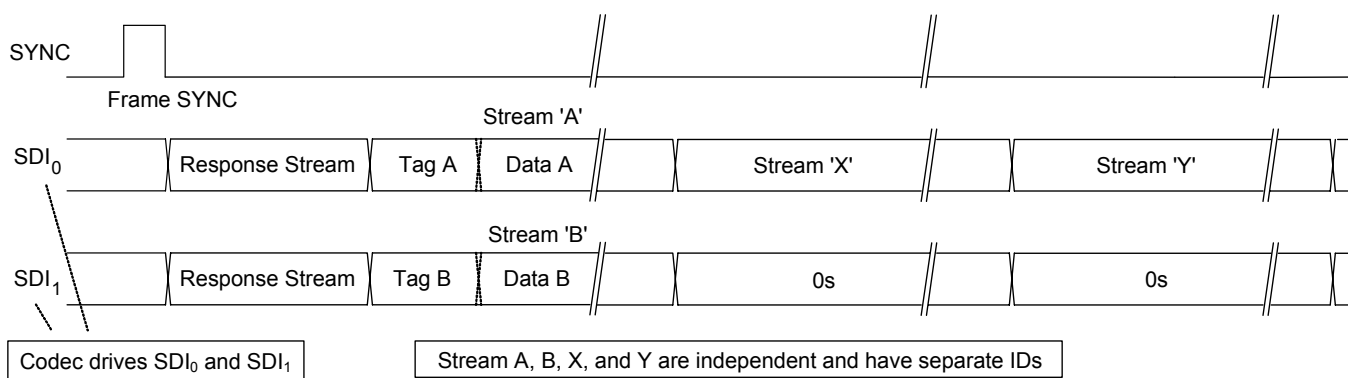 SYNC
Frame SYNC
Stream 'A'
SDI0 Response Stream Tag A Data A Stream 'X' Stream 'Y'
Stream 'B'
SDI1 Response Stream Tag B Data B 0s 0s
Codec drives SDI0 and SDI1 Stream A, B, X, and Y are independent and have separate IDs